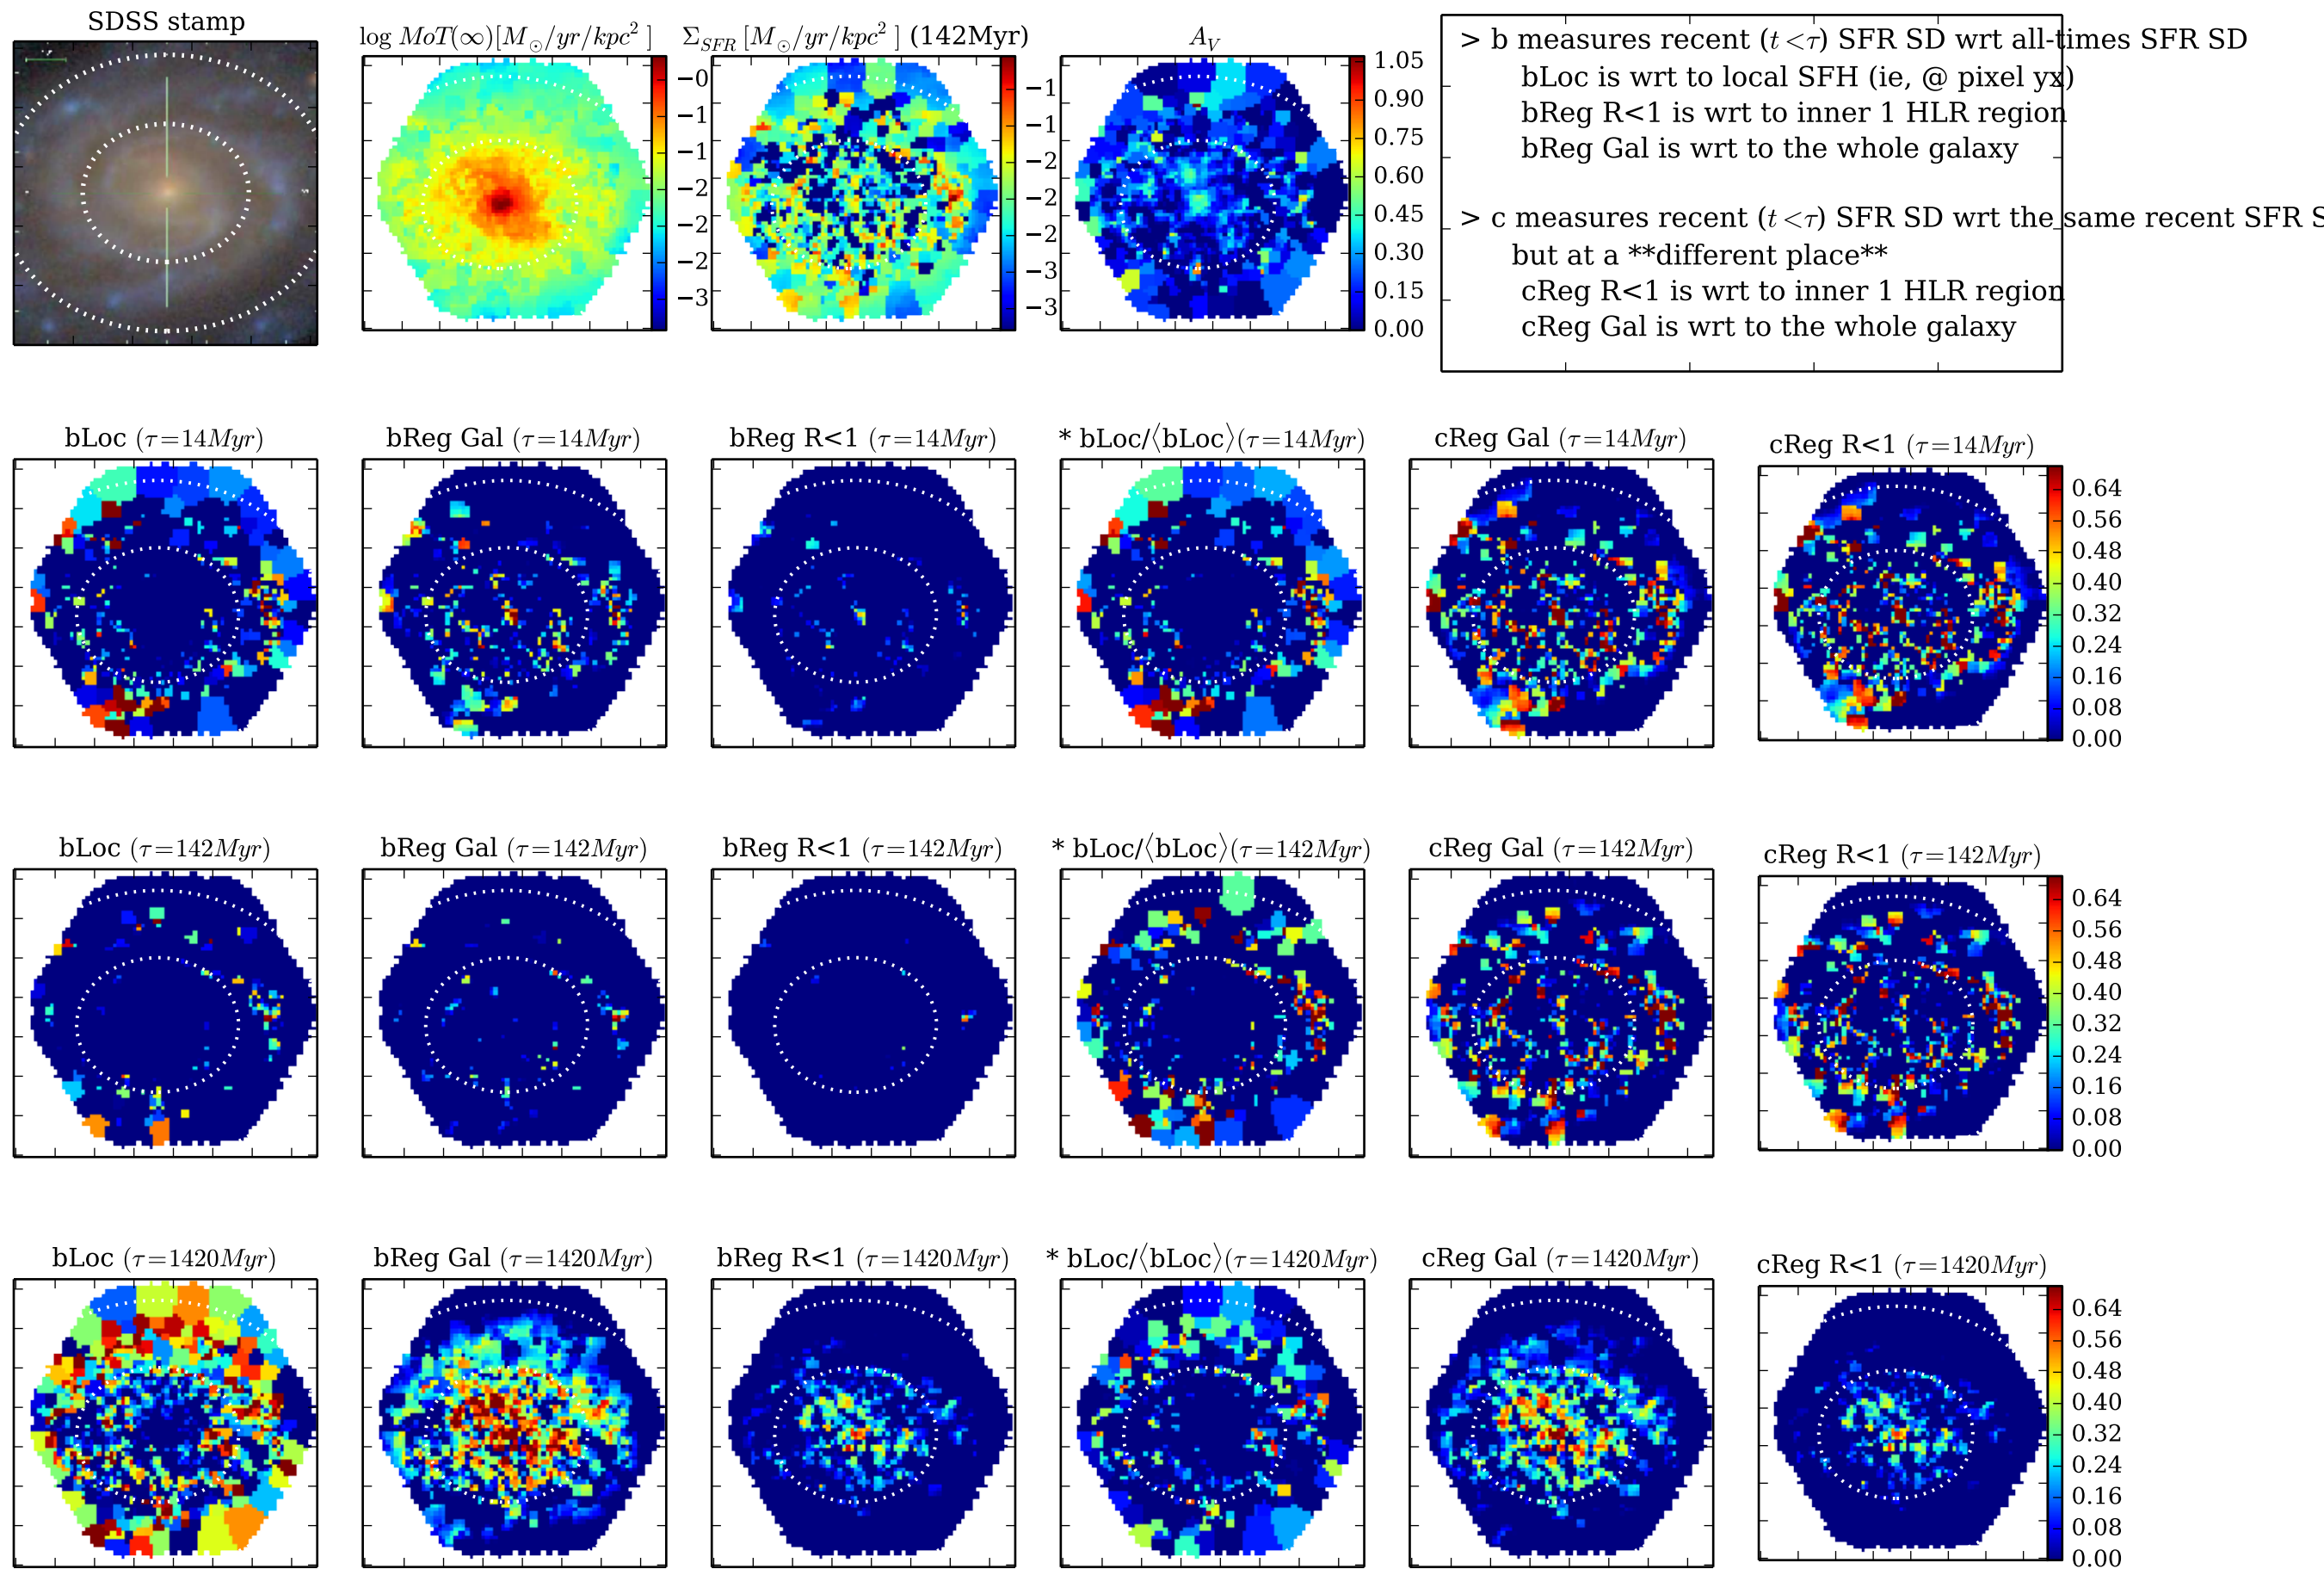 SDSS stamp
log MoT(∞)[M⊙/yr/kpc²]
Σ_SFR [M⊙/yr/kpc²] (142Myr)
A_V
−0
−1
−1
−2
−2
−2
−3
−1
−1
−2
−2
−2
−3
−3
1.05
0.90
0.75
0.60
0.45
0.30
0.15
0.00
> b measures recent (t<τ) SFR SD wrt all-times SFR SD
bLoc is wrt to local SFH (ie, @ pixel yx)
bReg R<1 is wrt to inner 1 HLR region
bReg Gal is wrt to the whole galaxy
> c measures recent (t<τ) SFR SD wrt the same recent SFR S
but at a **different place**
cReg R<1 is wrt to inner 1 HLR region
cReg Gal is wrt to the whole galaxy
bLoc (τ=14Myr)
bReg Gal (τ=14Myr)
bReg R<1 (τ=14Myr)
* bLoc/⟨bLoc⟩(τ=14Myr)
cReg Gal (τ=14Myr)
cReg R<1 (τ=14Myr)
0.64
0.56
0.48
0.40
0.32
0.24
0.16
0.08
0.00
bLoc (τ=142Myr)
bReg Gal (τ=142Myr)
bReg R<1 (τ=142Myr)
* bLoc/⟨bLoc⟩(τ=142Myr)
cReg Gal (τ=142Myr)
cReg R<1 (τ=142Myr)
0.64
0.56
0.48
0.40
0.32
0.24
0.16
0.08
0.00
bLoc (τ=1420Myr)
bReg Gal (τ=1420Myr)
bReg R<1 (τ=1420Myr)
* bLoc/⟨bLoc⟩(τ=1420Myr)
cReg Gal (τ=1420Myr)
cReg R<1 (τ=1420Myr)
0.64
0.56
0.48
0.40
0.32
0.24
0.16
0.08
0.00